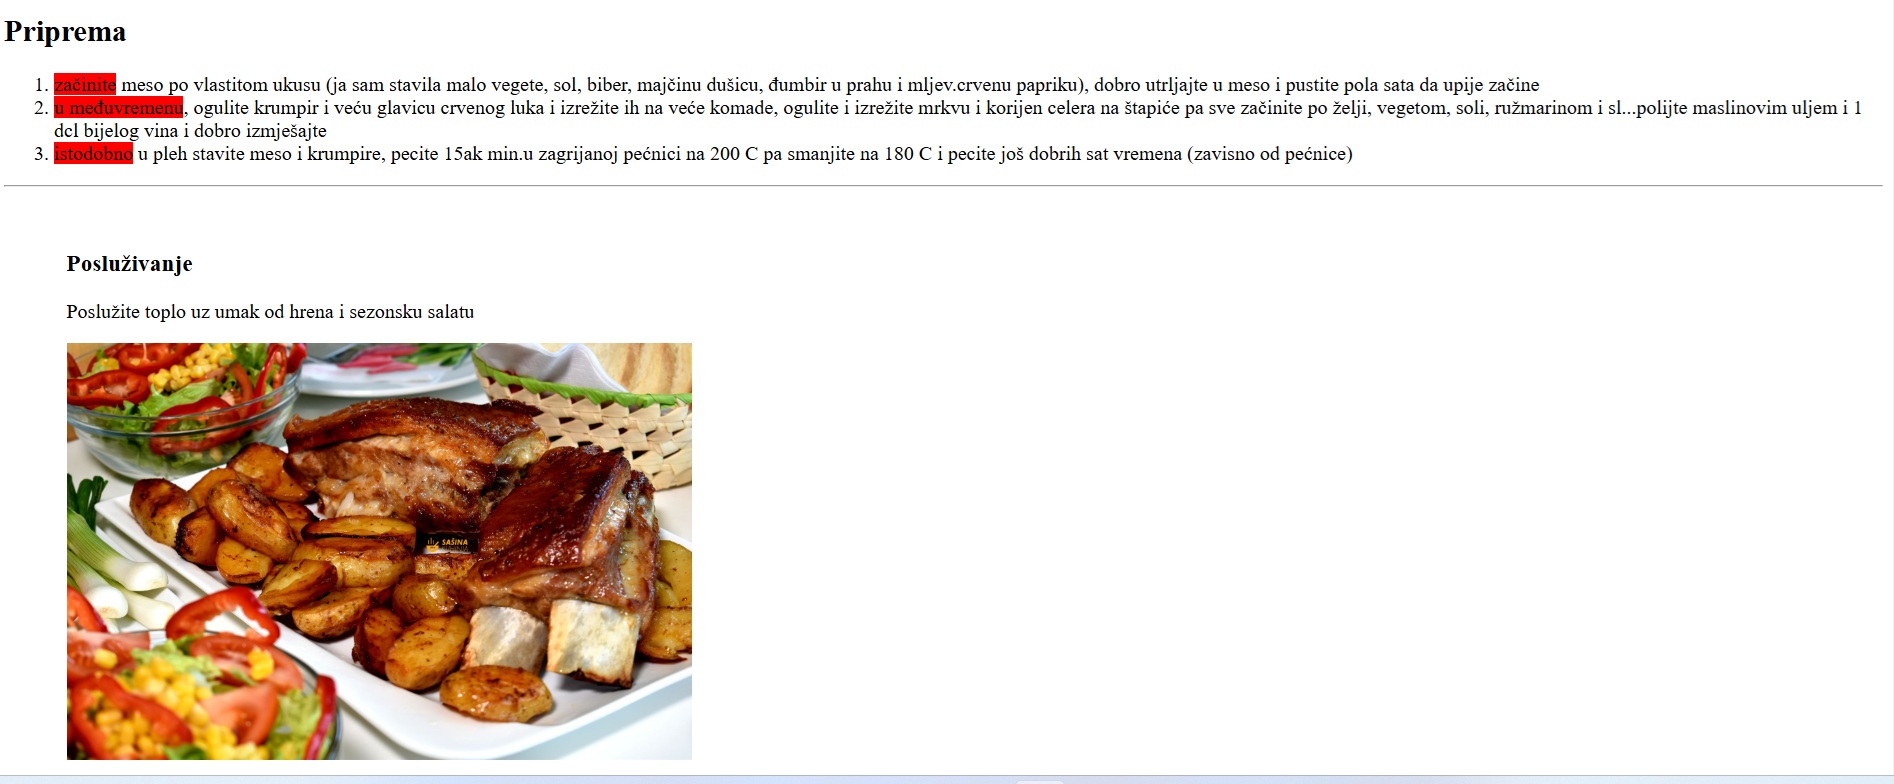 Priprema
1. začinite meso po vlastitom ukusu (ja sam stavila malo vegete, sol, biber, majčinu dušicu, đumbir u prahu i mljev.crvenu papriku), dobro utrljajte u meso i pustite pola sata da upije začine
2. u međuvremenu, ogulite krumpir i veću glavicu crvenog luka i izrežite ih na veće komade, ogulite i izrežite mrkvu i korijen celera na štapiće pa sve začinite po želji, vegetom, soli, ružmarinom i sl...polijte maslinovim uljem i 1
dcl bijelog vina i dobro izmješajte
3. istodobno u pleh stavite meso i krumpire, pecite 15ak min.u zagrijanoj pećnici na 200 C pa smanjite na 180 C i pecite još dobrih sat vremena (zavisno od pećnice)
Posluživanje
Poslužite toplo uz umak od hrena i sezonsku salatu
SAŠINA